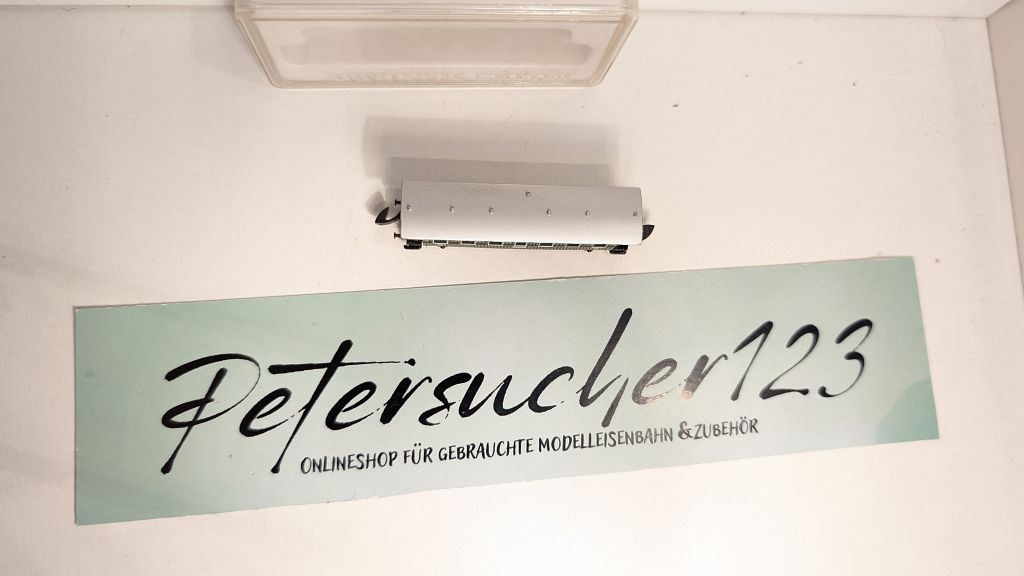 Petersucher123
ONLINESHOP FÜR GEBRAUCHTE MODELLEISENBAHN & ZUBEHÖR